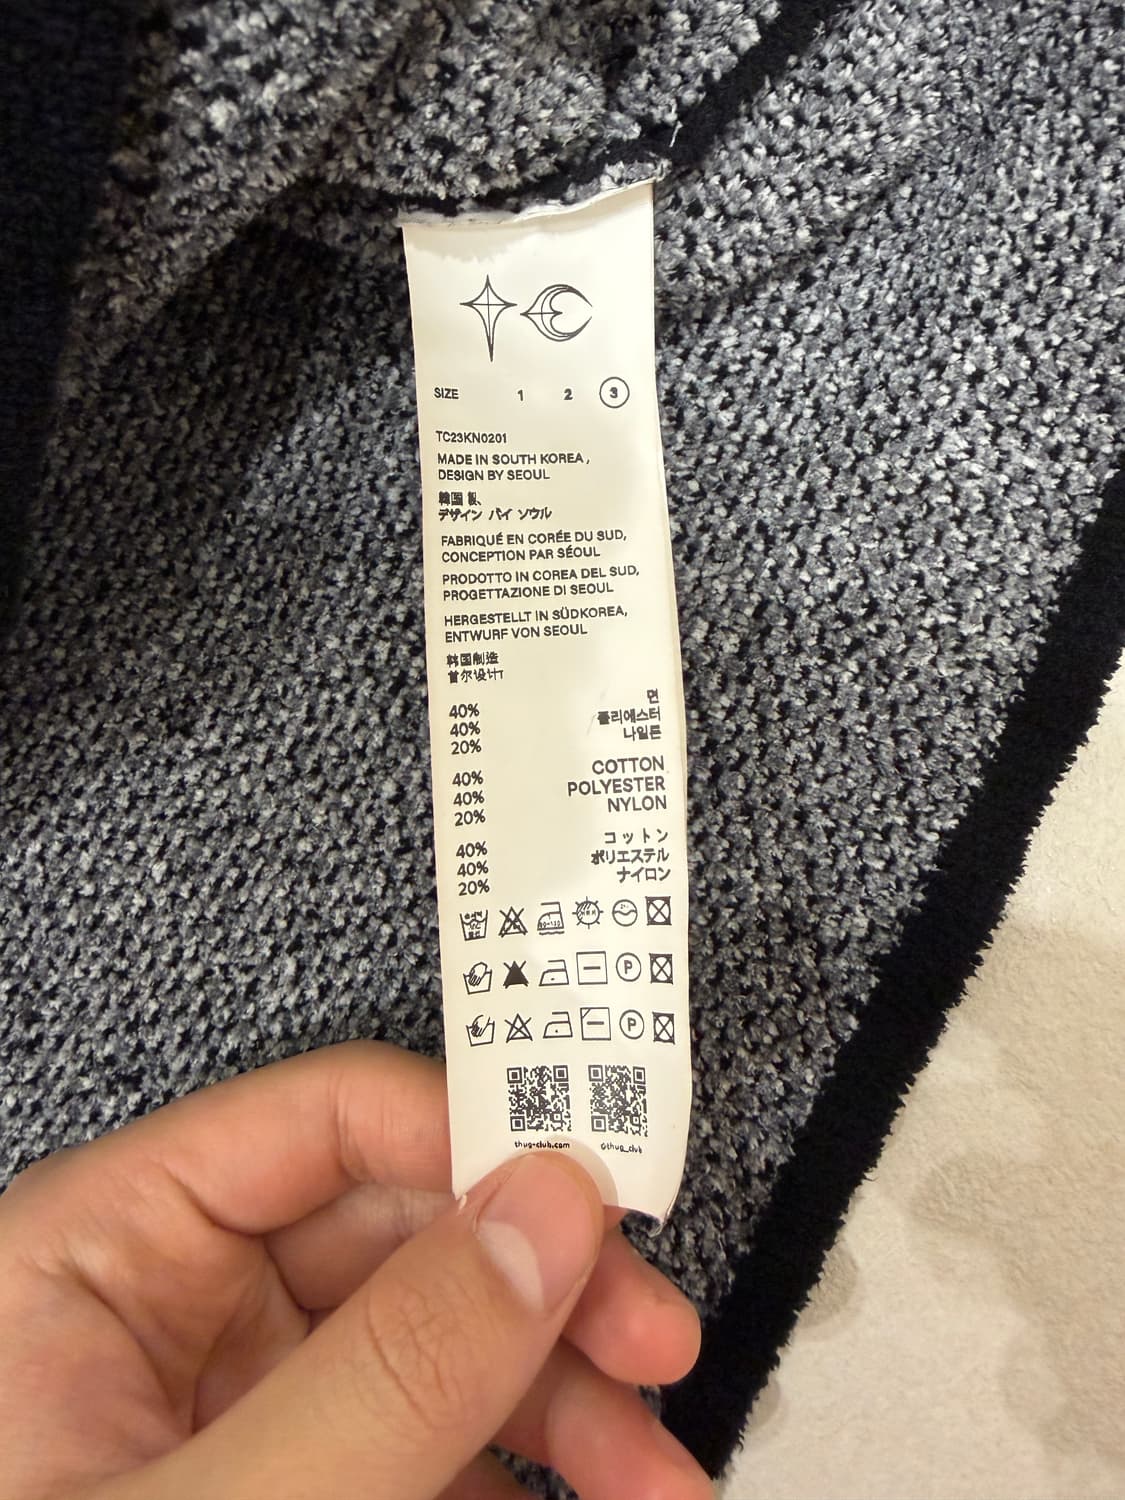 SIZE 1 2 3
TC23KN0201
MADE IN SOUTH KOREA,
DESIGN BY SEOUL
韓国 製、
デザイン バイ ソウル
FABRIQUÉ EN CORÉE DU SUD,
CONCEPTION PAR SÉOUL
PRODOTTO IN COREA DEL SUD,
PROGETTAZIONE DI SEOUL
HERGESTELLT IN SÜDKOREA,
ENTWURF VON SEOUL
韩国制造
首尔设计
40% 면
40% 폴리에스터
20% 나일론
40% COTTON
40% POLYESTER
20% NYLON
40% コットン
40% ポリエステル
20% ナイロン
P
P
thug-club.com @thug_club